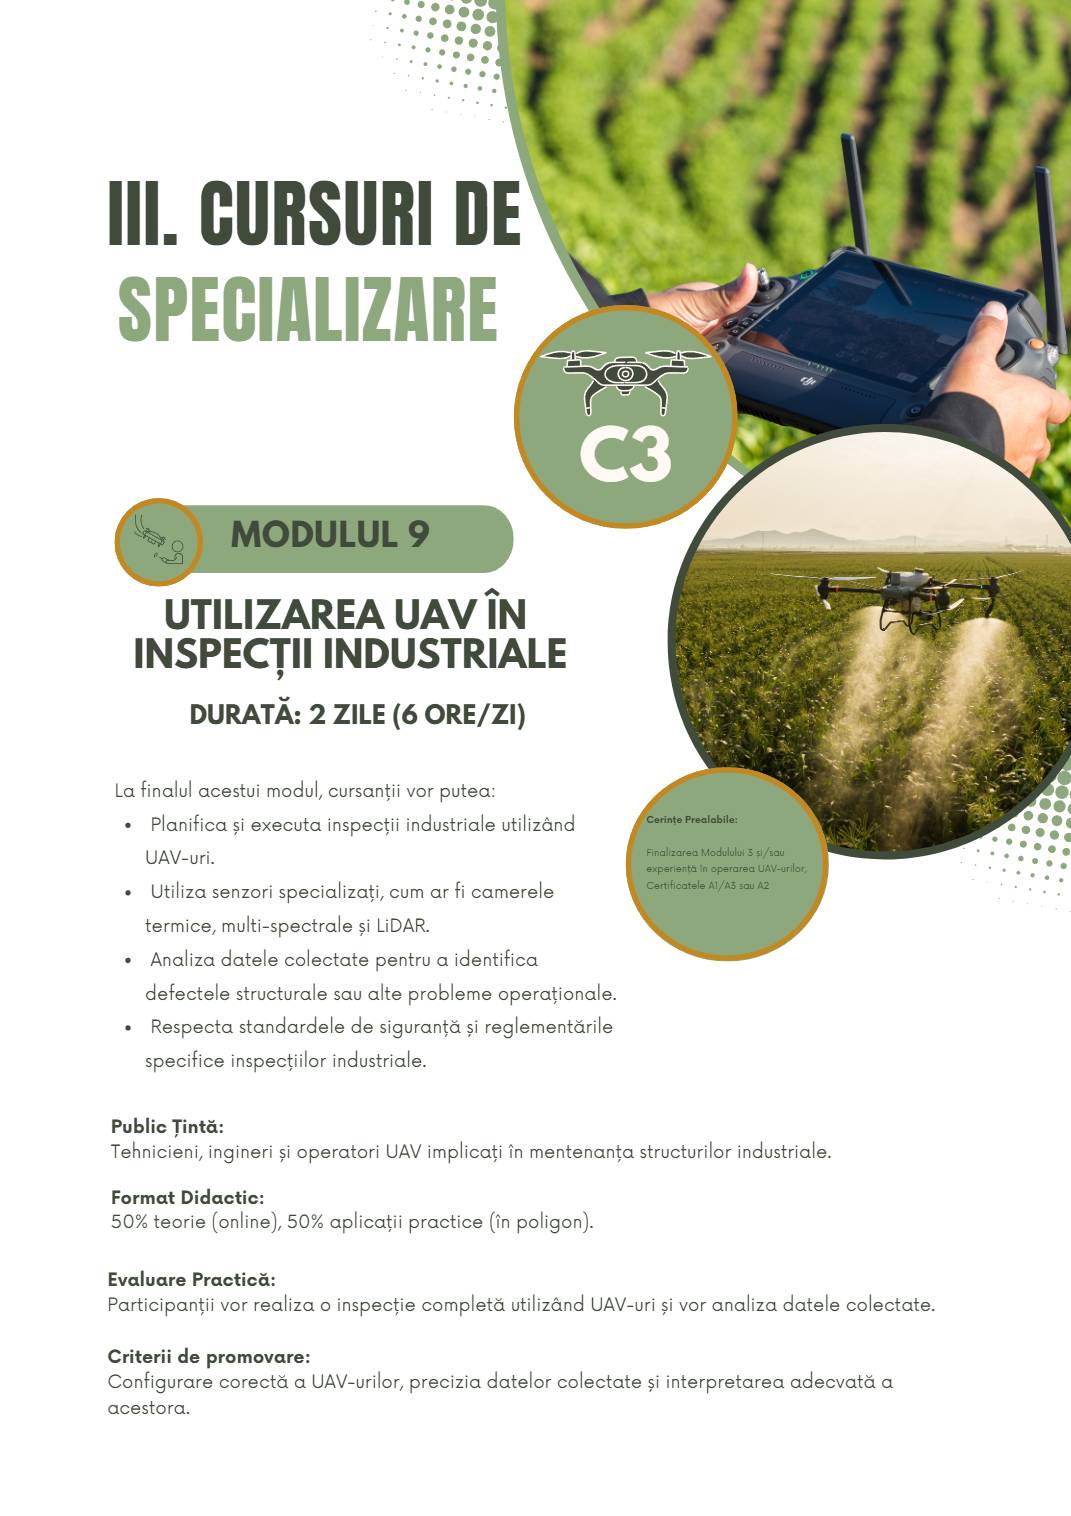 III. CURSURI DE
SPECIALIZARE
C3
MODULUL 9
UTILIZAREA UAV ÎN
INSPECȚII INDUSTRIALE
DURATĂ: 2 ZILE (6 ORE/ZI)
La finalul acestui modul, cursanții vor putea:
• Planifica și executa inspecții industriale utilizând
UAV-uri.
• Utiliza senzori specializați, cum ar fi camerele
termice, multi-spectrale și LiDAR.
• Analiza datele colectate pentru a identifica
defectele structurale sau alte probleme operaționale.
• Respecta standardele de siguranță și reglementările
specifice inspecțiilor industriale.
Cerințe Prealabile:
Finalizarea Modulului 3 și/sau
experiență în operarea UAV-urilor,
Certificatele A1/A3 sau A2
Public Țintă:
Tehnicieni, ingineri și operatori UAV implicați în mentenanța structurilor industriale.
Format Didactic:
50% teorie (online), 50% aplicații practice (în poligon).
Evaluare Practică:
Participanții vor realiza o inspecție completă utilizând UAV-uri și vor analiza datele colectate.
Criterii de promovare:
Configurare corectă a UAV-urilor, precizia datelor colectate și interpretarea adecvată a
acestora.